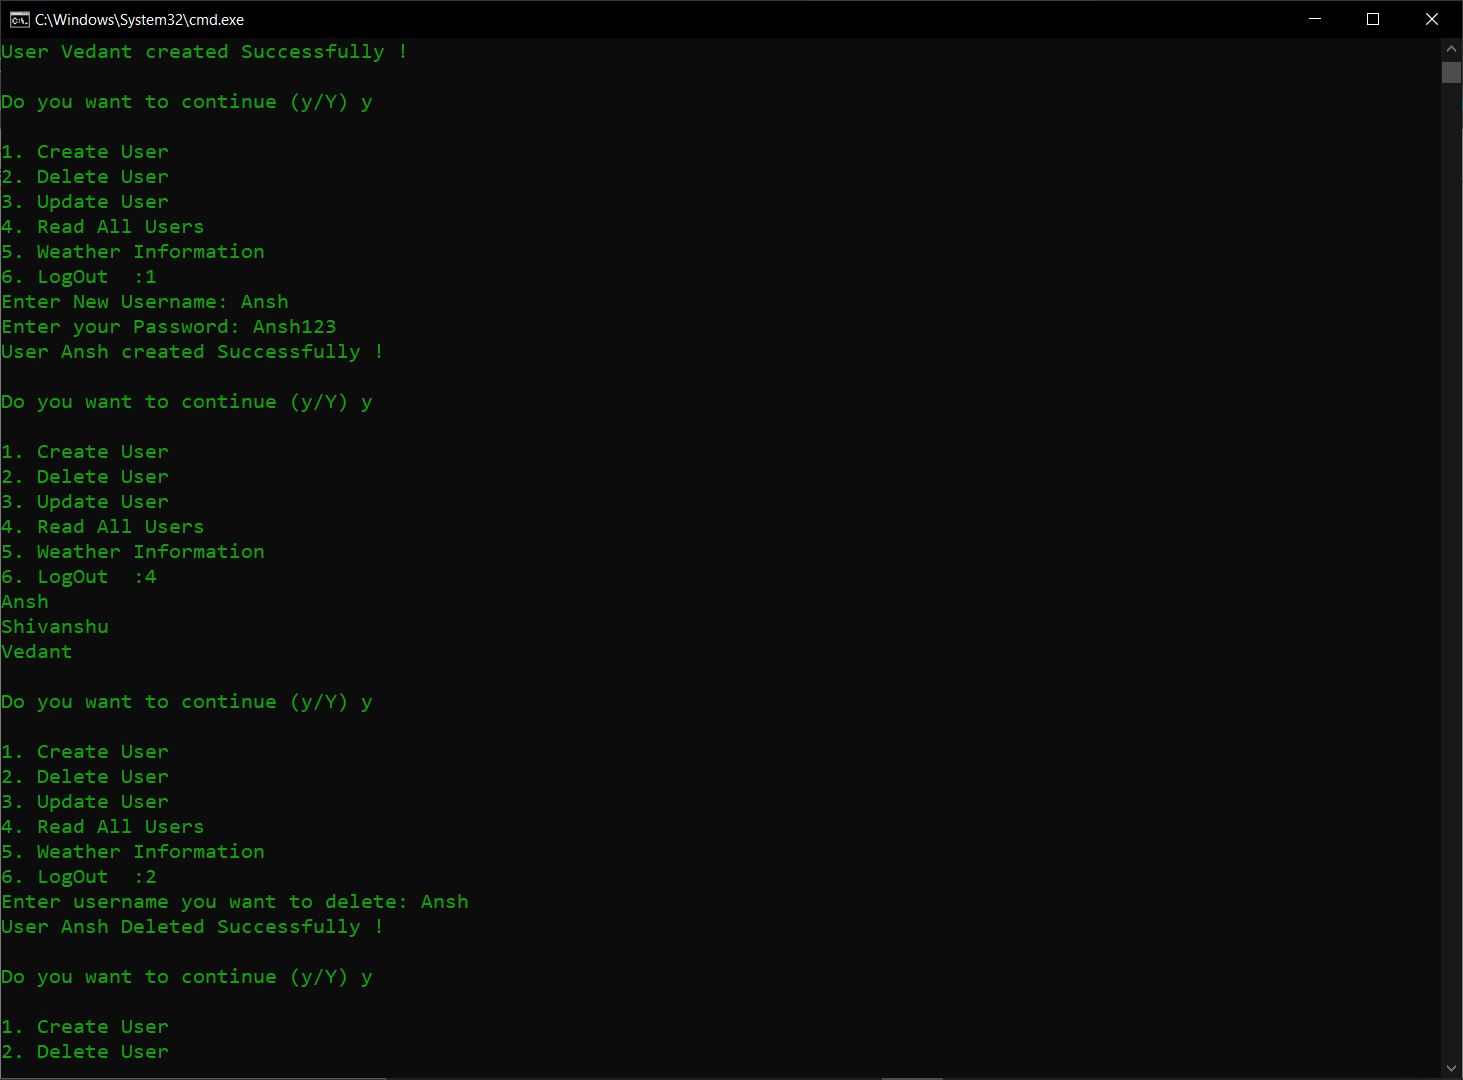 C:\Windows\System32\cmd.exe
User Vedant created Successfully !
Do you want to continue (y/Y) y
1. Create User
2. Delete User
3. Update User
4. Read All Users
5. Weather Information
6. LogOut  :1
Enter New Username: Ansh
Enter your Password: Ansh123
User Ansh created Successfully !
Do you want to continue (y/Y) y
1. Create User
2. Delete User
3. Update User
4. Read All Users
5. Weather Information
6. LogOut  :4
Ansh
Shivanshu
Vedant
Do you want to continue (y/Y) y
1. Create User
2. Delete User
3. Update User
4. Read All Users
5. Weather Information
6. LogOut  :2
Enter username you want to delete: Ansh
User Ansh Deleted Successfully !
Do you want to continue (y/Y) y
1. Create User
2. Delete User